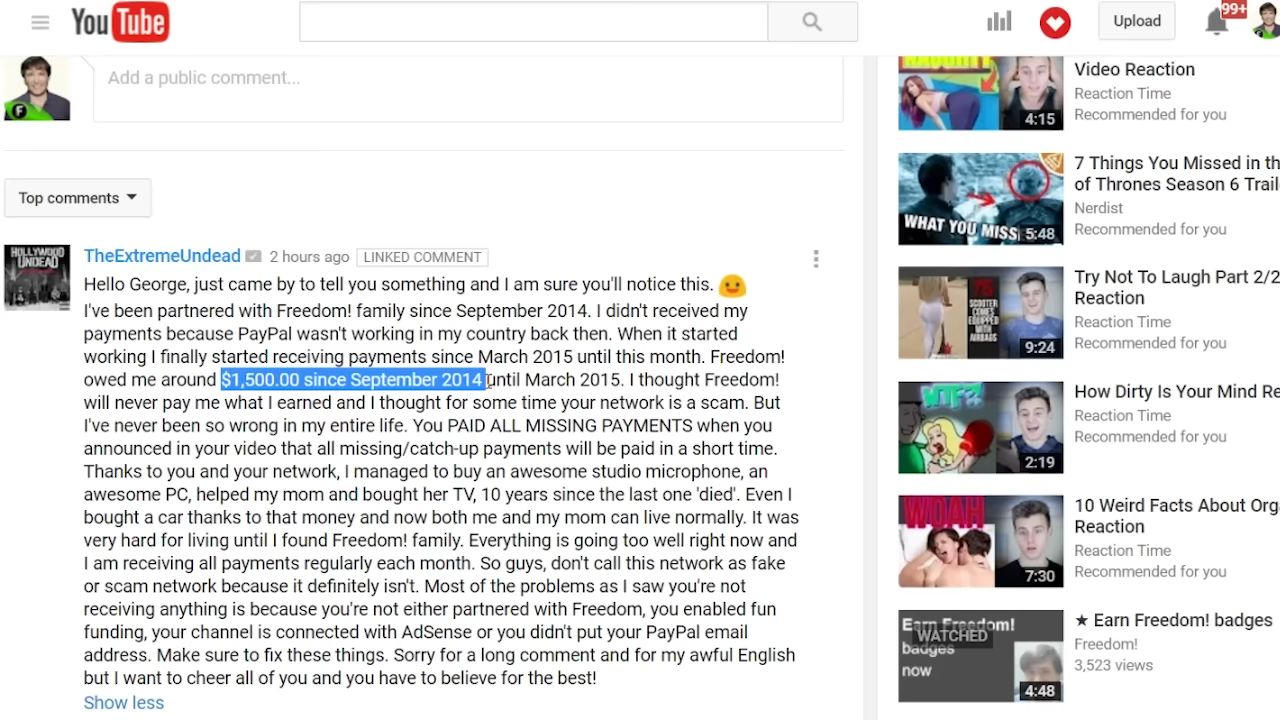 YouTube
Upload
99+
Add a public comment...
Top comments
TheExtremeUndead 2 hours ago LINKED COMMENT
Hello George, just came by to tell you something and I am sure you'll notice this.
I've been partnered withFreedom! family since September 2014. I didn't received my
payments because PayPal wasn't working in my country back then. When it started
working I finally started receiving payments since March 2015 until this month. Freedom!
owed me around $1,500.00 since September 2014 until March 2015. I thought Freedom!
will never pay me what I earned and I thought for some time your network is a scam. But
I've never been so wrong in my entire life. You PAID ALL MISSING PAYMENTS when you
announced in your video that all missing/catch-up payments will be paid in a short time.
Thanks to you and your network, I managed to buy an awesome studio microphone, an
awesome PC, helped my mom and bought her TV, 10 years since the last one 'died'. Even I
bought a car thanks to that money and now both me and my mom can live normally. It was
very hard for living until I found Freedom! family. Everything is going too well right now and
I am receiving all payments regularly each month. So guys, don't call this network as fake
or scam network because it definitely isn't. Most of the problems as I saw you're not
receiving anything is because you're not either partnered with Freedom, you enabled fun
funding, your channel is connected with AdSense or you didn't put your PayPal email
address. Make sure to fix these things. Sorry for a long comment and for my awful English
but I want to cheer all of you and you have to believe for the best!
Show less
HOLLYWOOD
UNDEAD
F
4:15
Video Reaction
Reaction Time
Recommended for you
WHAT YOU MISS
5:48
7 Things You Missed in th
of Thrones Season 6 Traile
Nerdist
Recommended for you
SCOOTER
COMES
EQUIPPED
WITH
AIRBAGS
9:24
Try Not To Laugh Part 2/2
Reaction
Reaction Time
Recommended for you
WTF?!
2:19
How Dirty Is Your Mind Re
Reaction Time
Recommended for you
WOAH
7:30
10 Weird Facts About Orga
Reaction
Reaction Time
Recommended for you
Earn Freedom!
badges
now
WATCHED
4:48
★ Earn Freedom! badges
Freedom!
3,523 views